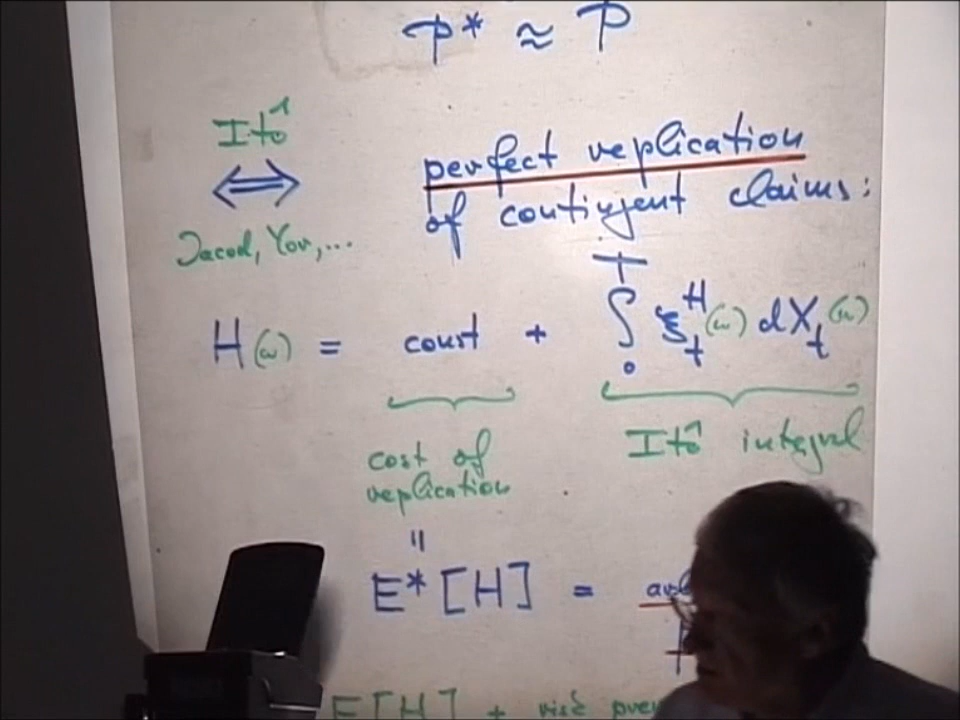 P* ≈ P
Itô
⇔ perfect replication
of contingent claims:
Jacod, Yor, ...
H(ω) = const + ∫₀ᵀ ξₜᴴ(ω) dXₜ(ω)
cost of
replication
Itô integral
=
E*[H] =
E[H] +